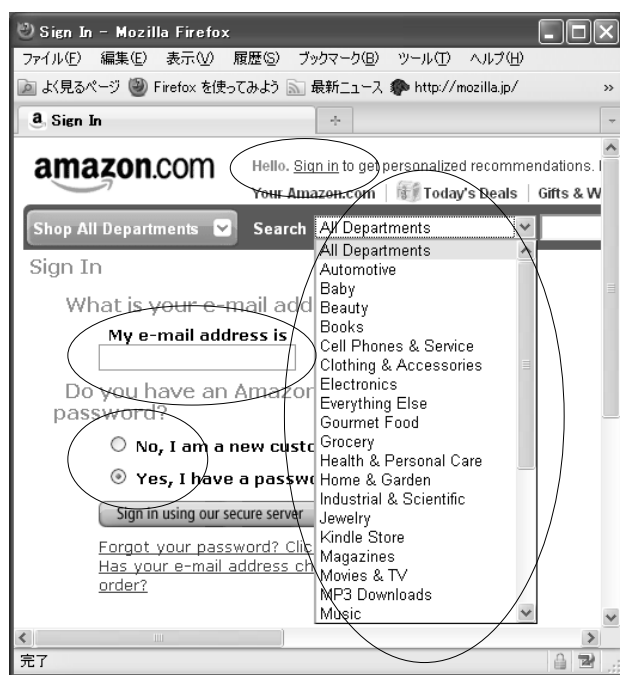 Sign In - Mozilla Firefox
ファイル(F) 編集(E) 表示(V) 履歴(S) ブックマーク(B) ツール(T) ヘルプ(H)
よく見るページ Firefox を使ってみよう 最新ニュース http://mozilla.jp/ »
Sign In
amazon.com
Hello. Sign in to get personalized recommendations.
Your Amazon.com Today's Deals Gifts & W
Shop All Departments Search All Departments
All Departments
Automotive
Baby
Beauty
Books
Cell Phones & Service
Clothing & Accessories
Electronics
Everything Else
Gourmet Food
Grocery
Health & Personal Care
Home & Garden
Industrial & Scientific
Jewelry
Kindle Store
Magazines
Movies & TV
MP3 Downloads
Music
Sign In
What is your e-mail add
My e-mail address is
Do you have an Amazon
password?
No, I am a new custo
Yes, I have a passwo
Sign in using our secure server
Forgot your password? Clic
Has your e-mail address ch
order?
完了